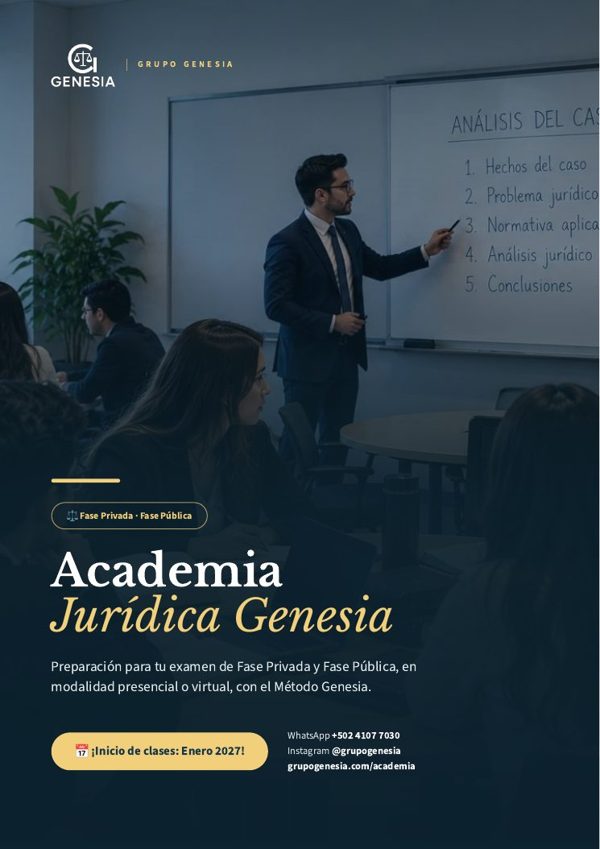 GENESIA
GRUPO GENESIA
ANÁLISIS DEL CAS
1. Hechos del caso
2. Problema jurídico
3. Normativa aplica
4. Análisis jurídico
5. Conclusiones
Fase Privada · Fase Pública
Academia
Jurídica Genesia
Preparación para tu examen de Fase Privada y Fase Pública, en
modalidad presencial o virtual, con el Método Genesia.
📅 ¡Inicio de clases: Enero 2027!
WhatsApp +502 4107 7030
Instagram @grupogenesia
grupogenesia.com/academia